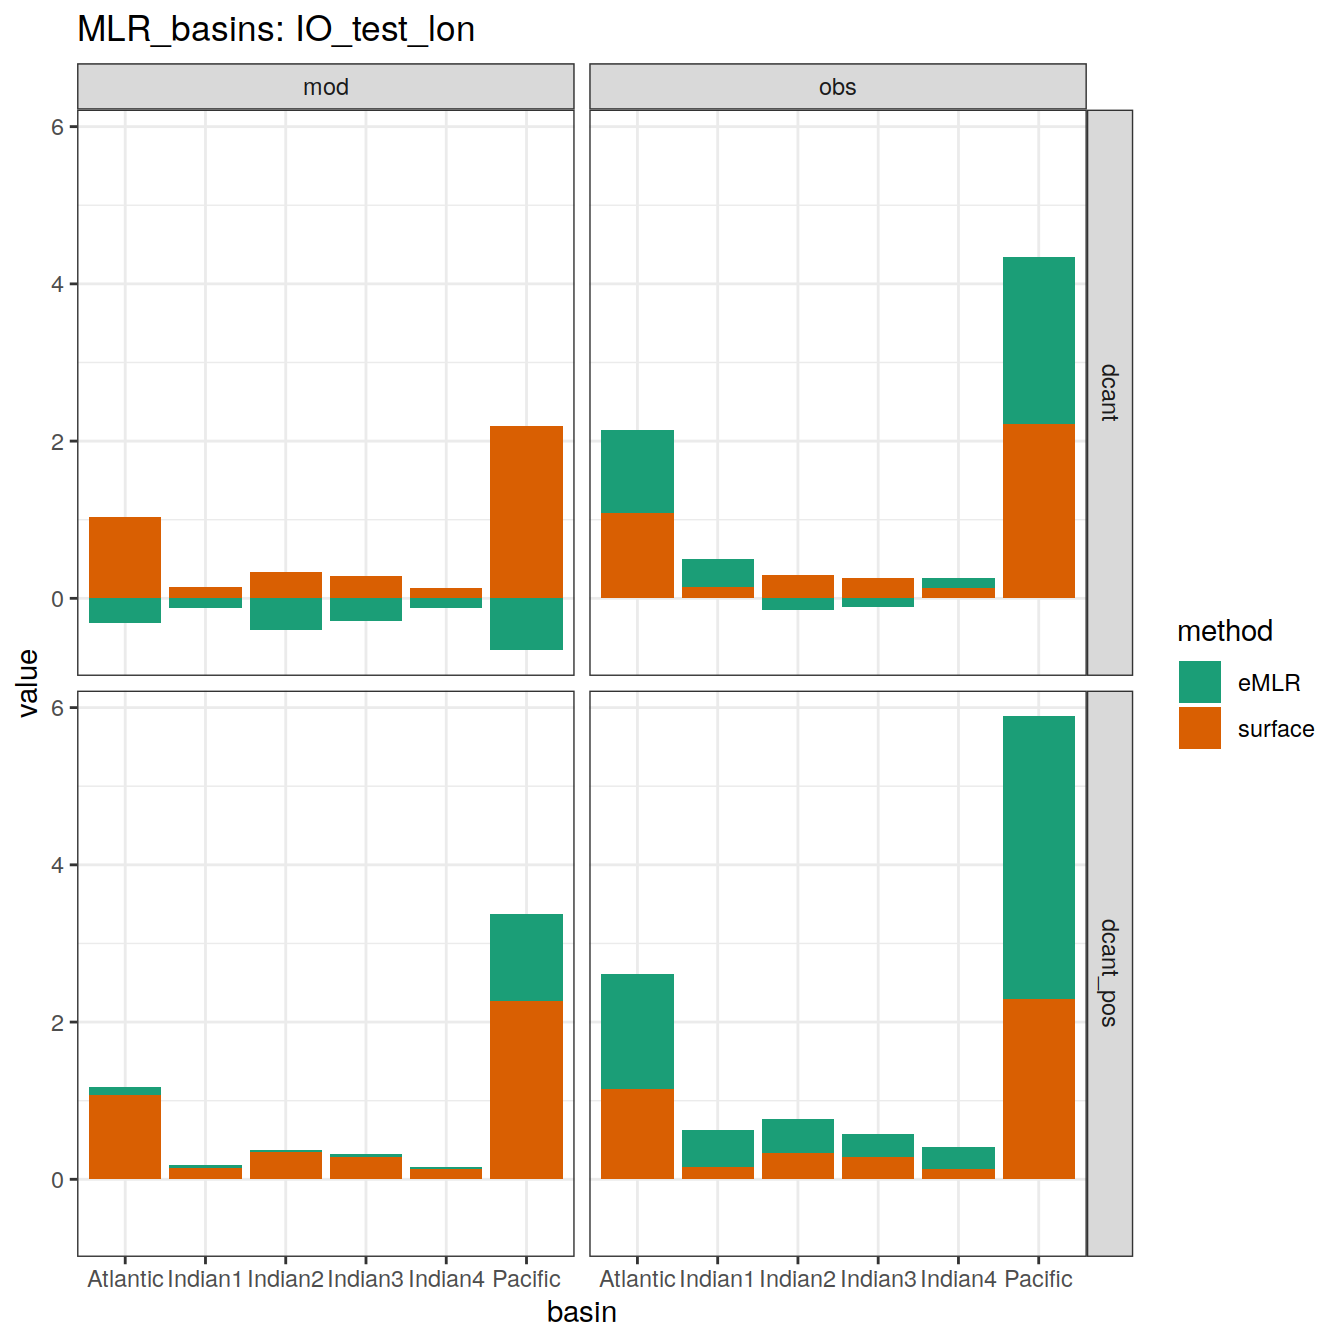 MLR_basins: IO_test_lon
mod
obs
6
4
2
0
dcant
value
6
4
2
0
dcant_pos
method
eMLR
surface
Atlantic Indian1 Indian2 Indian3 Indian4 Pacific
Atlantic Indian1 Indian2 Indian3 Indian4 Pacific
basin